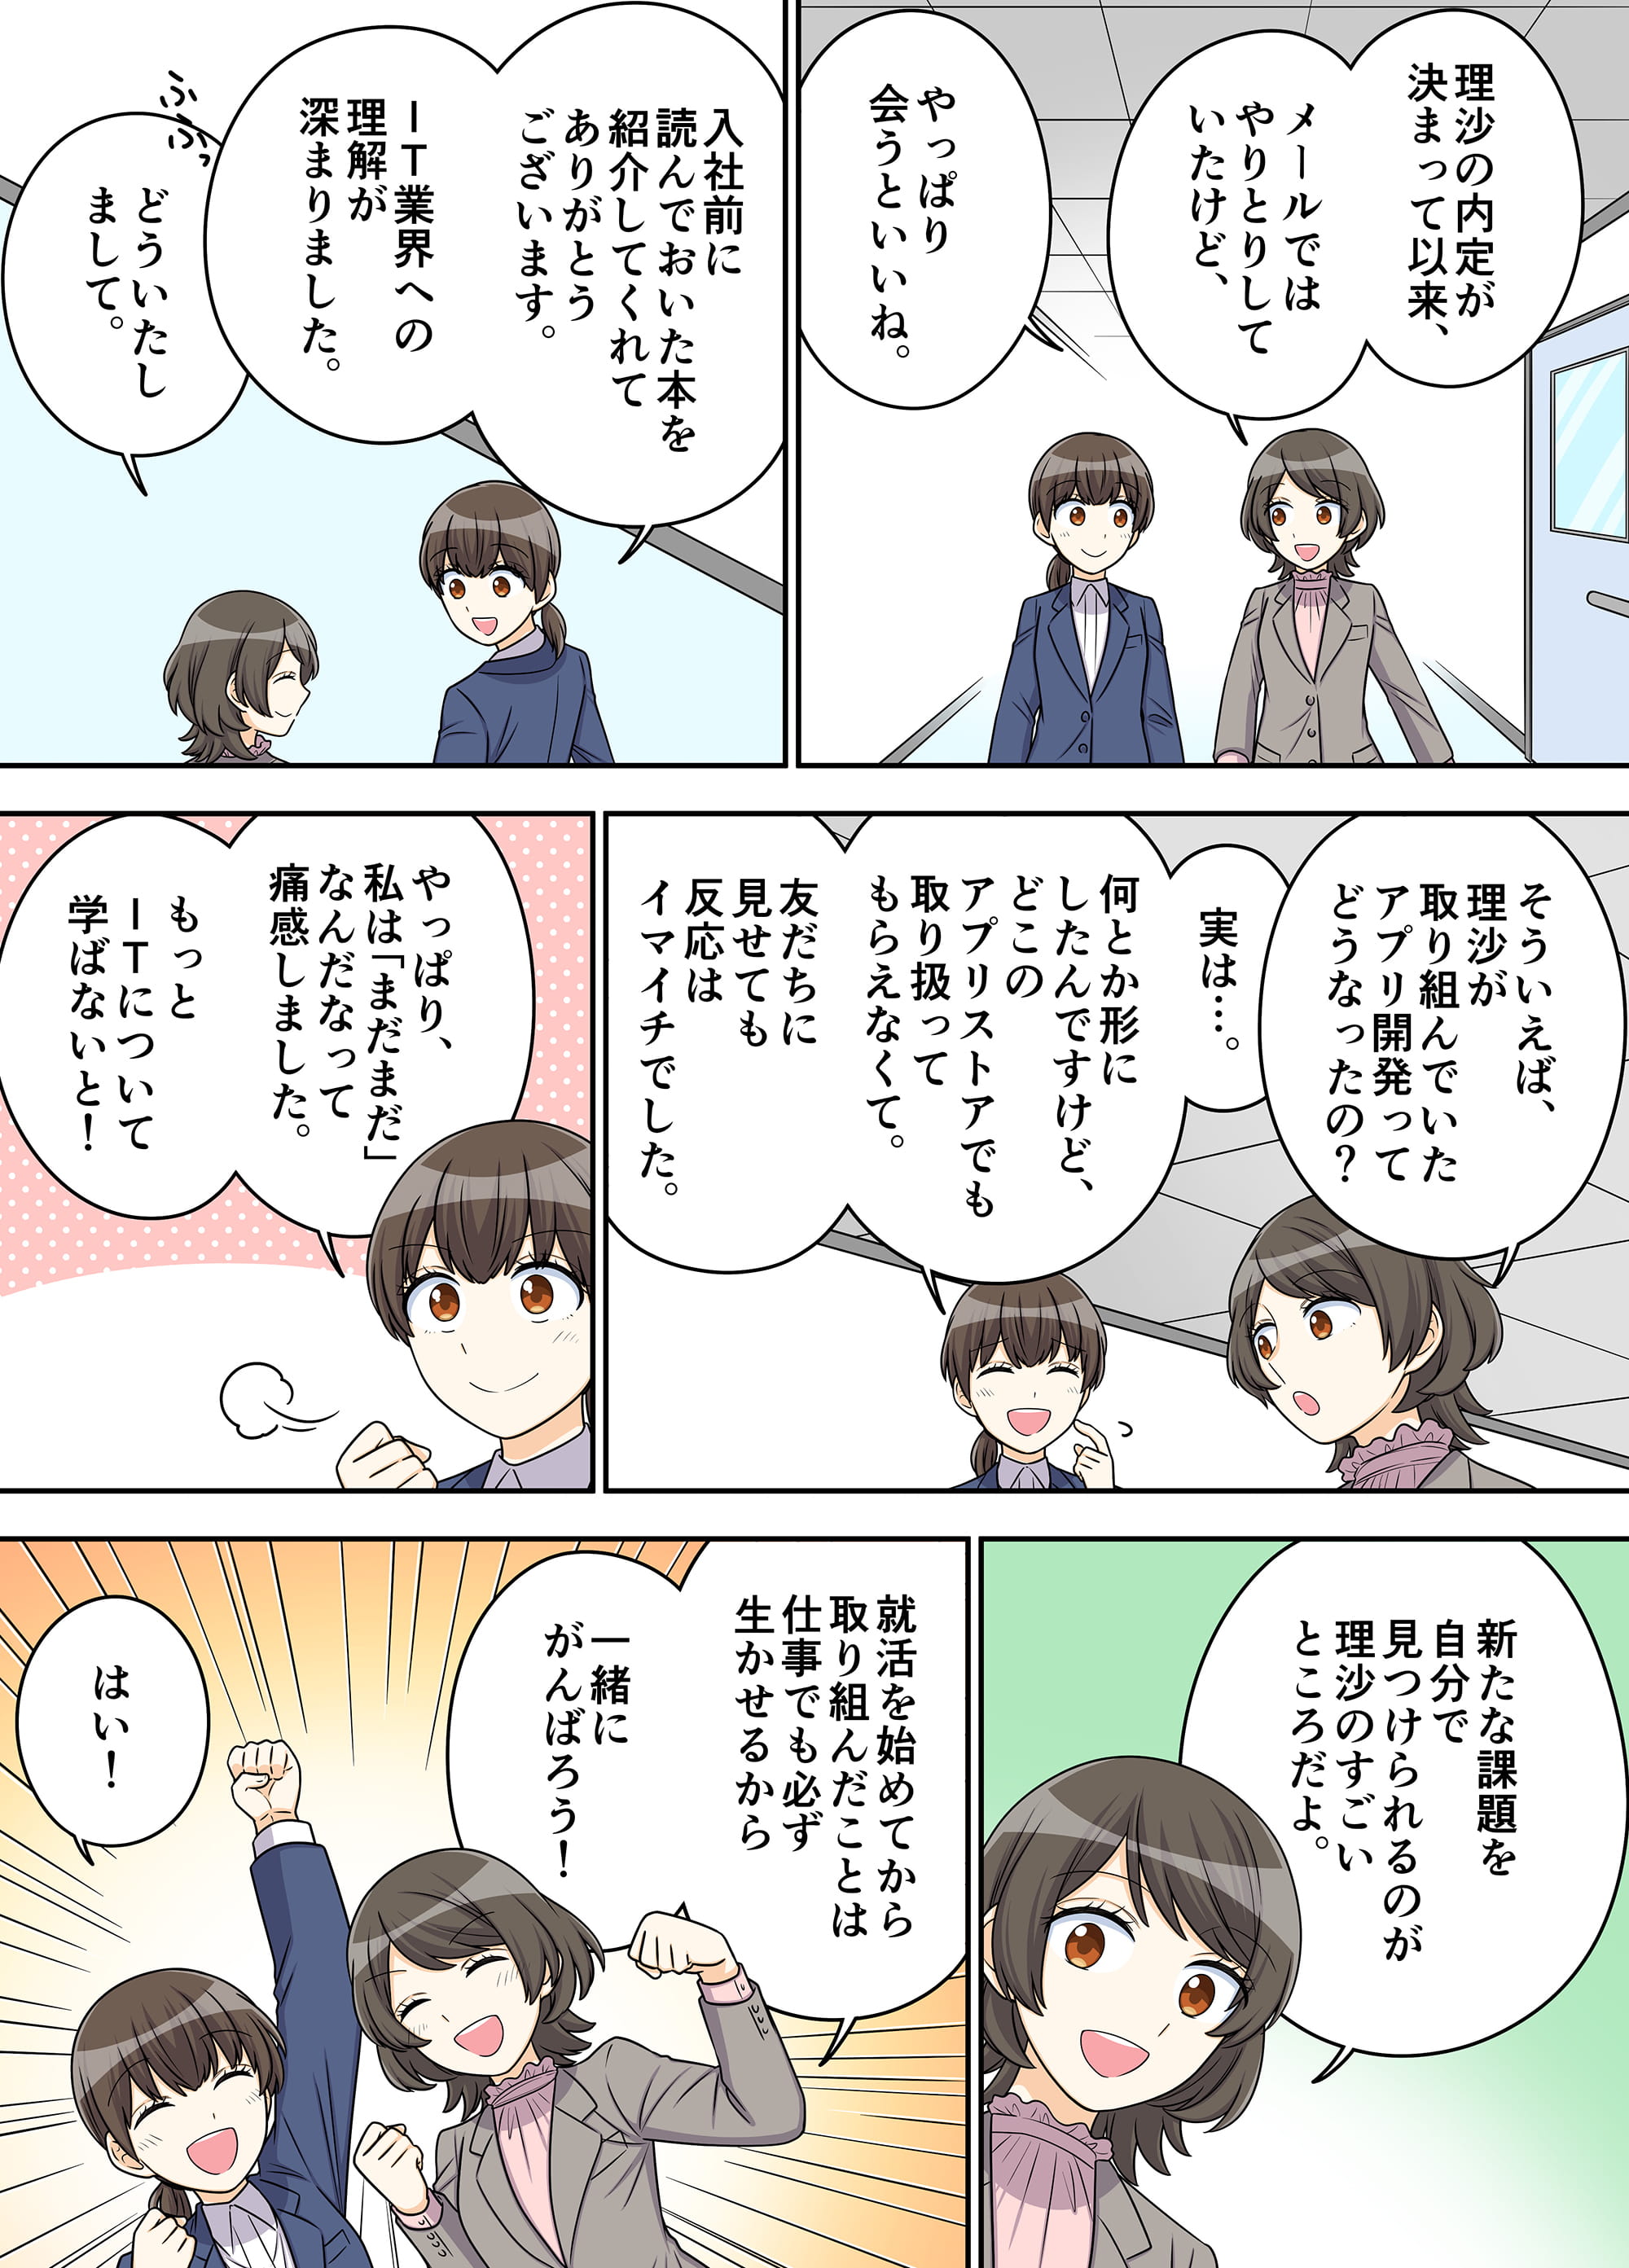 理沙の内定が
決まって以来、
メールでは
やりとりして
いたけど、
やっぱり
会うといいね。
入社前に
読んでおいた本を
紹介してくれて
ありがとう
ございます。
IT業界への
理解が
深まりました。
ふふっ
どういたし
まして。
そういえば、
理沙が
取り組んでいた
アプリ開発って
どうなったの？
実は…。
何とか形に
したんですけど、
どこの
アプリストアでも
取り扱って
もらえなくて。
友だちに
見せても
反応は
イマイチでした。
やっぱり、
私は「まだまだ」
なんだなって
痛感しました。
もっと
ITについて
学ばないと！
新たな課題を
自分で
見つけられるのが
理沙のすごい
ところだよ。
就活を始めてから
取り組んだことは
仕事でも必ず
生かせるから
一緒に
がんばろう！
はい！